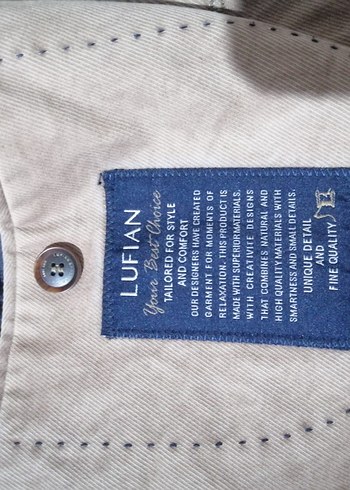 LUFIAN
Your Best Choice
TAILORED FOR STYLE
AND COMFORT
OUR DESIGNERS HAVE CREATED
GARMENT FOR MOMENTS OF
RELAXATION. THIS PRODUCT IS
MADE WITH SUPERIOR MATERIALS,
WITH CREATIVITE DESIGNS
THAT COMBINES NATURAL AND
HIGH QUALITY MATERIALS WITH
SMARTNESS AND SMALL DETAILS.
UNIQUE DETAIL
AND
FINE QUALITY